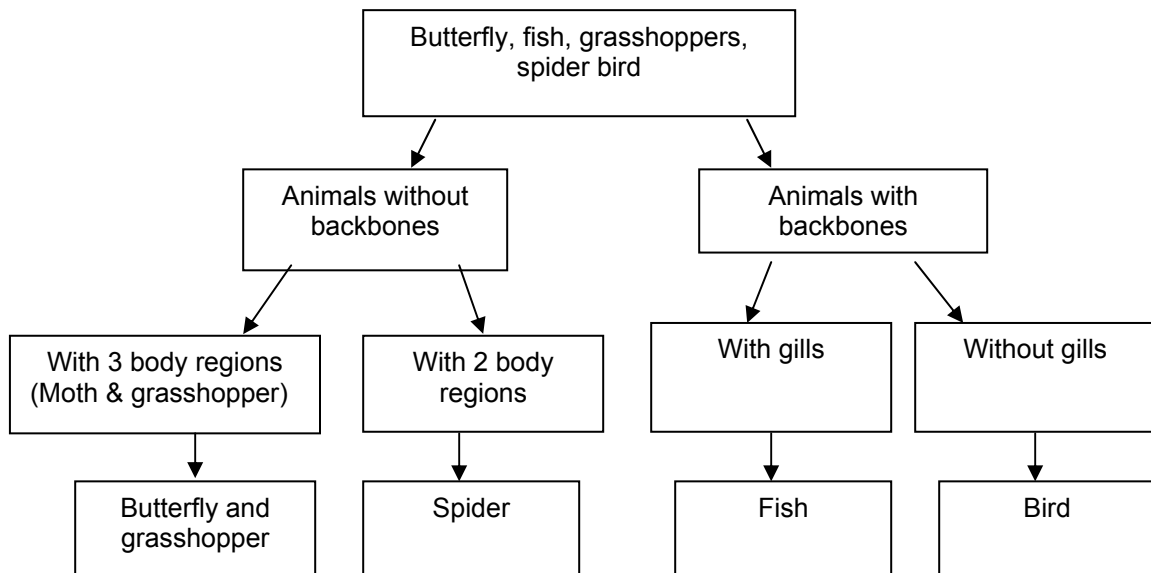 Butterfly, fish, grasshoppers,
spider bird
Animals without
backbones
Animals with
backbones
With 3 body regions
(Moth & grasshopper)
With 2 body
regions
With gills
Without gills
Butterfly and
grasshopper
Spider
Fish
Bird